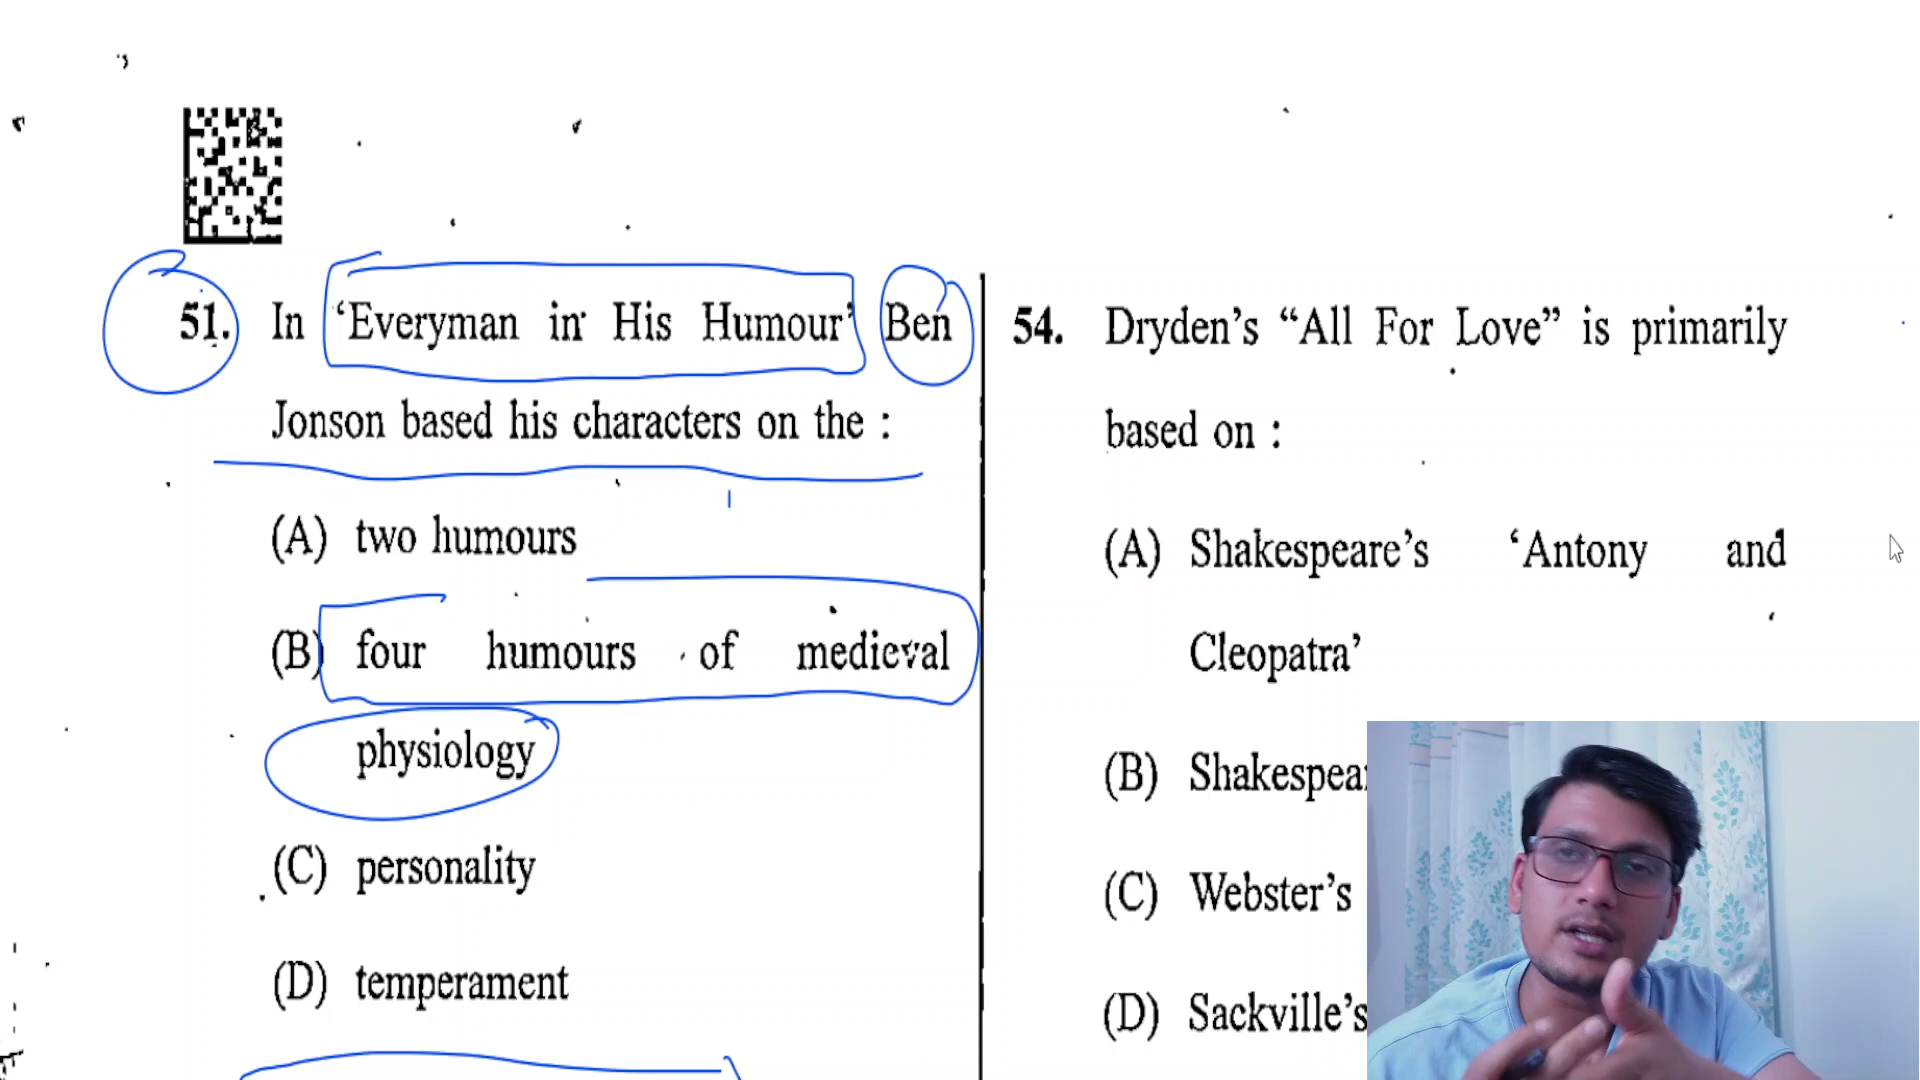 51. In ‘Everyman in His Humour’ Ben
Jonson based his characters on the :
(A) two humours
(B) four humours of medieval
physiology
(C) personality
(D) temperament
54. Dryden’s “All For Love” is primarily
based on :
(A) Shakespeare’s ‘Antony and
Cleopatra’
(B)
(C) Webster’s
(D) Sackville’s